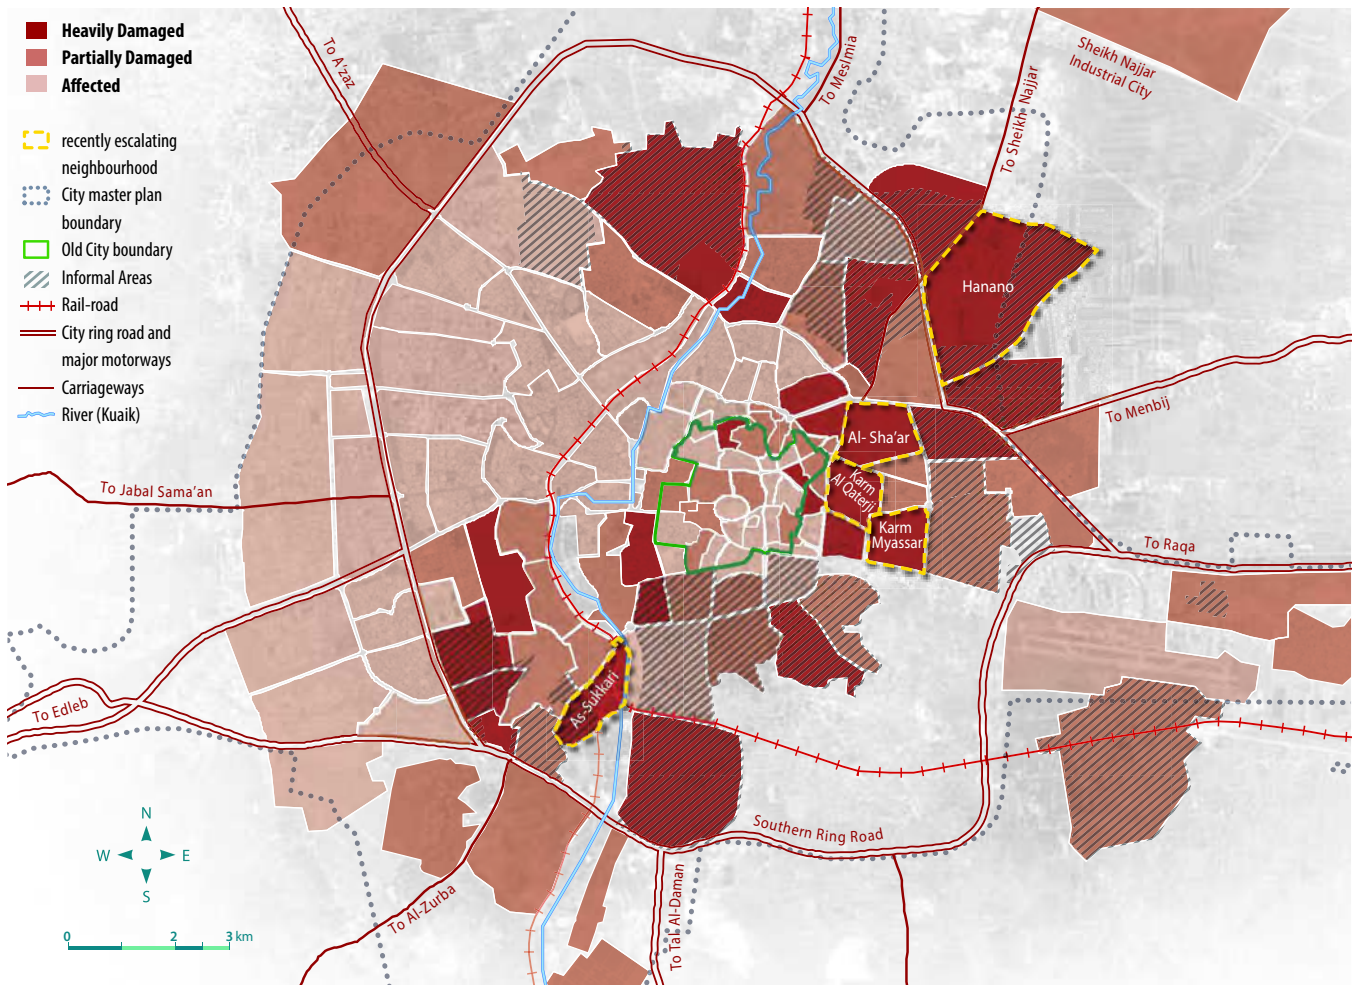 Heavily Damaged
Partially Damaged
Affected
recently escalating
neighbourhood
City master plan
boundary
Old City boundary
Informal Areas
Rail-road
City ring road and
major motorways
Carriageways
River (Kuaik)
To A'zaz
To Meslmia
To Sheikh Najjar
Sheikh Najjar
Industrial City
Hanano
To Menbij
Al- Sha'ar
Karm
Al Qaterji
Karm
Myassar
To Jabal Sama'an
To Raqa
As-Sukkari
To Edleb
Southern Ring Road
To Al-Zurba
To Tal Al-Daman
N
W
E
S
0
2
3 km